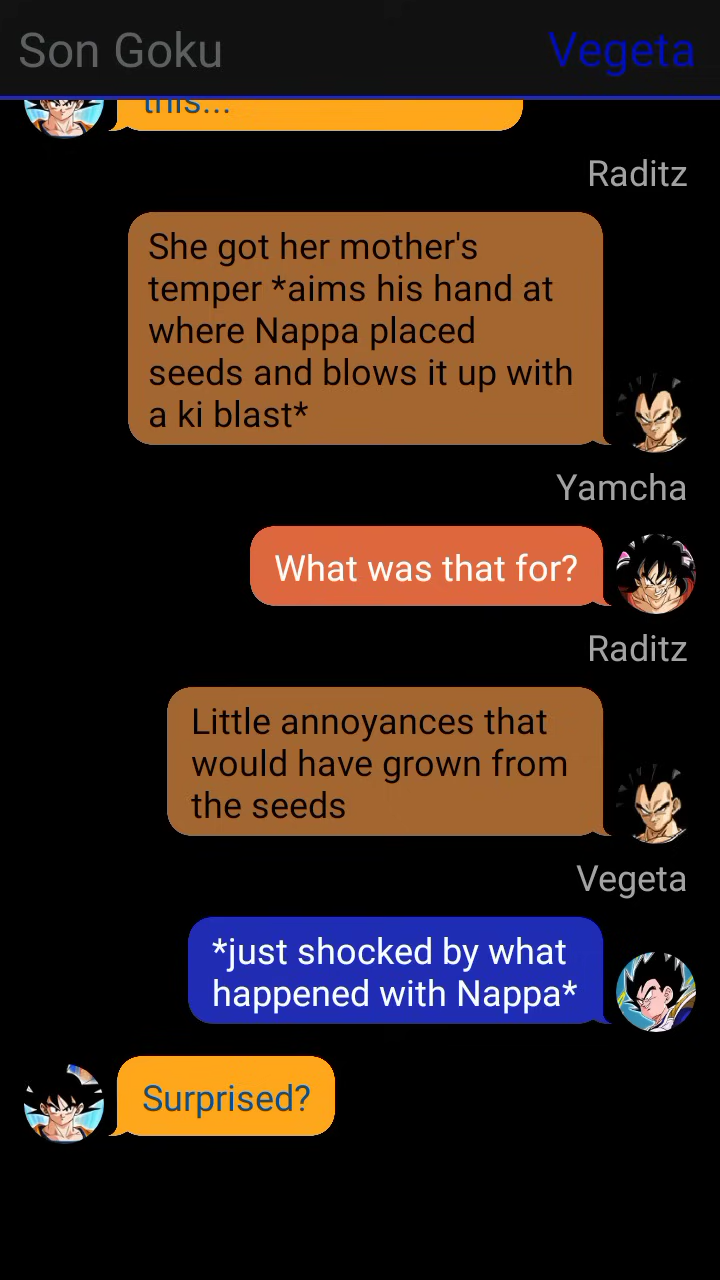 Son Goku
Vegeta
this...
Raditz
She got her mother's
temper *aims his hand at
where Nappa placed
seeds and blows it up with
a ki blast*
Yamcha
What was that for?
Raditz
Little annoyances that
would have grown from
the seeds
Vegeta
*just shocked by what
happened with Nappa*
Surprised?